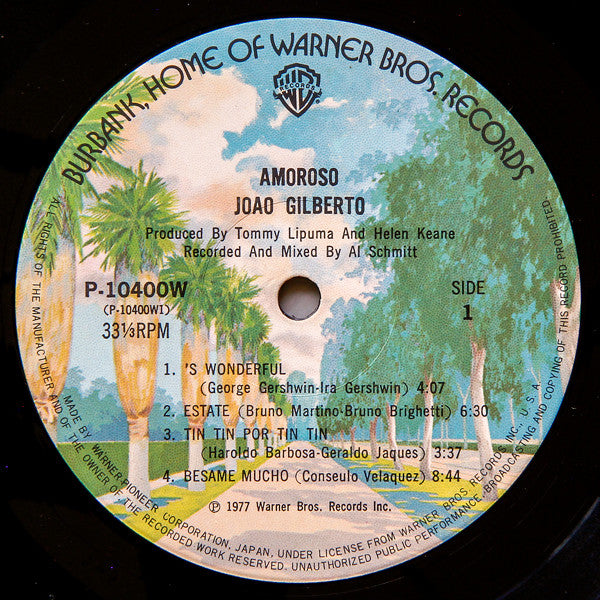 BURBANK, HOME OF WARNER BROS. RECORDS
WB
RECORDS
®
AMOROSO
JOAO GILBERTO
Produced By Tommy Lipuma And Helen Keane
Recorded And Mixed By Al Schmitt
P-10400W
(P-10400W1)
33⅓RPM
SIDE
1
1. 'S WONDERFUL
(George Gershwin-Ira Gershwin) 4:07
2. ESTATE (Bruno Martino-Bruno Brighetti) 6:30
3. TIN TIN POR TIN TIN
(Haroldo Barbosa-Geraldo Jaques) 3:37
4. BESAME MUCHO (Conseulo Velaquez) 8:44
℗ 1977 Warner Bros. Records Inc.
MADE BY WARNER-PIONEER CORPORATION, JAPAN, UNDER LICENSE FROM WARNER BROS. RECORDS INC., U.S.A.
ALL RIGHTS OF THE MANUFACTURER AND OF THE OWNER OF THE RECORDED WORK RESERVED. UNAUTHORIZED PUBLIC PERFORMANCE, BROADCASTING AND COPYING OF THIS RECORD PROHIBITED.